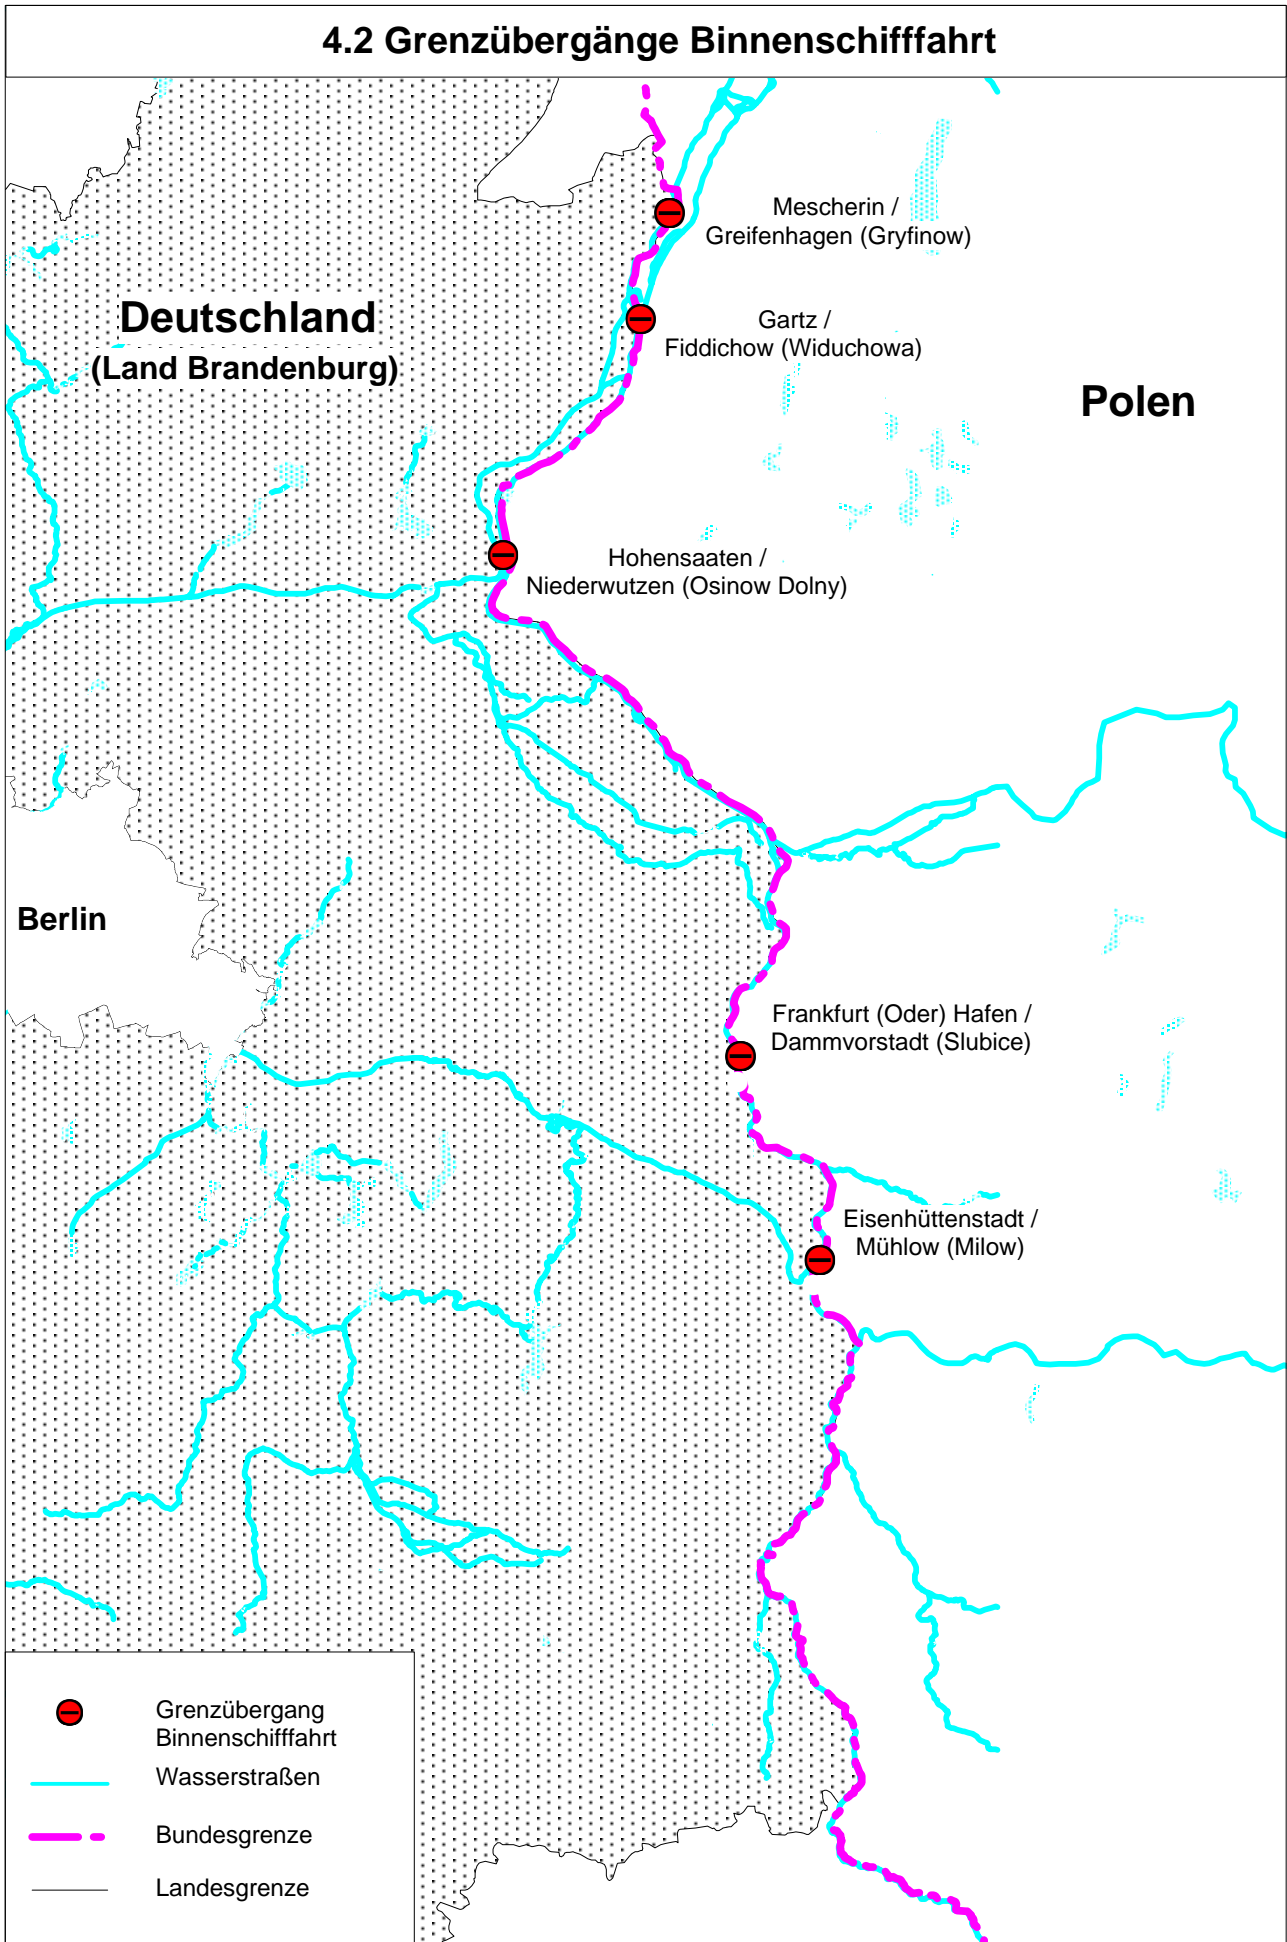 4.2 Grenzübergänge Binnenschifffahrt
Mescherin /
Greifenhagen (Gryfinow)
Deutschland
(Land Brandenburg)
Gartz /
Fiddichow (Widuchowa)
Polen
Hohensaaten /
Niederwutzen (Osinow Dolny)
Berlin
Frankfurt (Oder) Hafen /
Dammvorstadt (Slubice)
Eisenhüttenstadt /
Mühlow (Milow)
Grenzübergang
Binnenschifffahrt
Wasserstraßen
Bundesgrenze
Landesgrenze